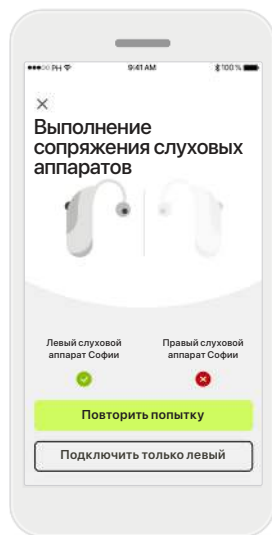 PH 9:41 AM 100 %
Выполнение
сопряжения слуховых
аппаратов
Левый слуховой
аппарат Софии
Правый слуховой
аппарат Софии
Повторить попытку
Подключить только левый